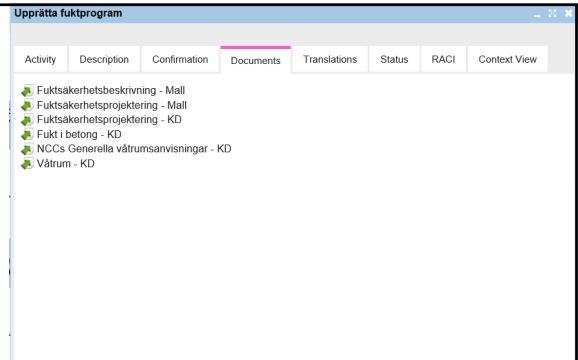 Upprätta fuktprogram
Activity Description Confirmation Documents Translations Status RACI Context View
Fuktsäkerhetsbeskrivning - Mall
Fuktsäkerhetsprojektering - Mall
Fuktsäkerhetsprojektering - KD
Fukt i betong - KD
NCCs Generella våtrumsanvisningar - KD
Våtrum - KD